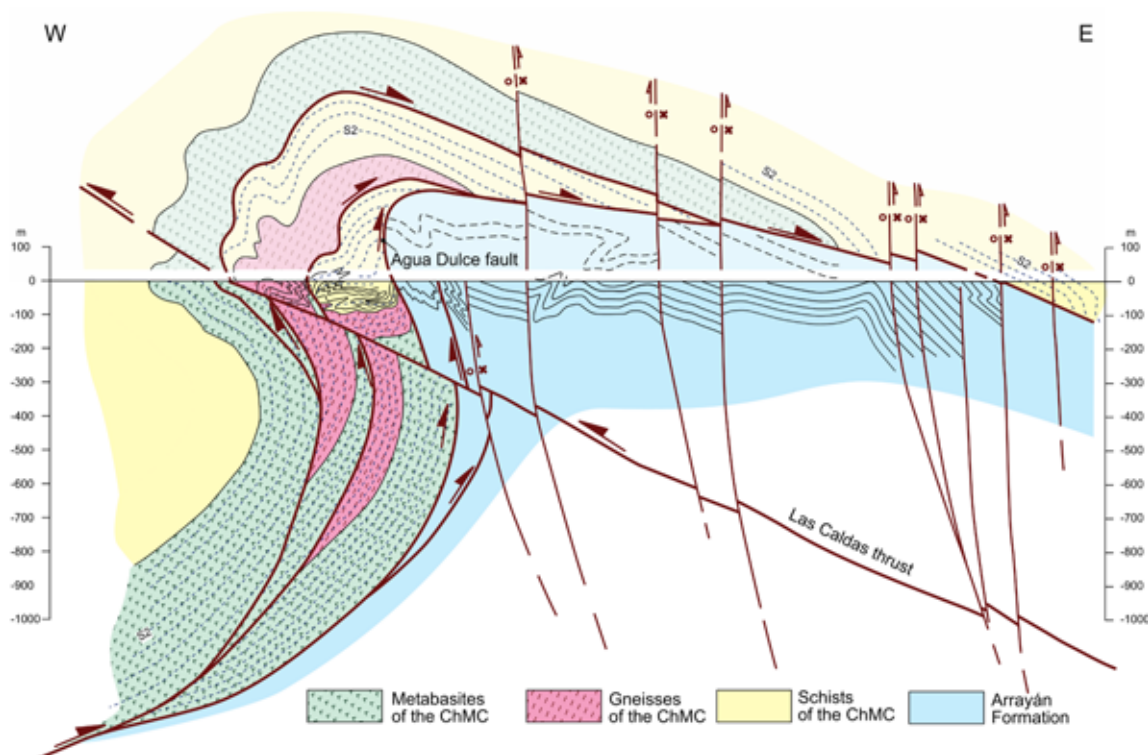 W
E
S2
S2
m
m
100
100
Agua Dulce fault
S2
0
0
-100
-100
-200
-200
-300
-300
-400
-400
-500
-500
-600
-600
Las Caldas thrust
-700
-700
-800
-800
-900
-900
-1000
-1000
S2
Metabasites
of the ChMC
Gneisses
of the ChMC
Schists
of the ChMC
Arrayán
Formation